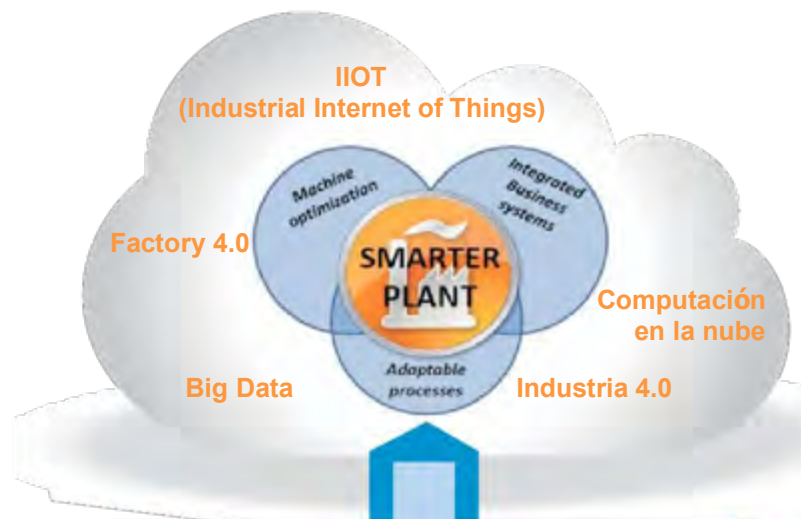 IIOT
(Industrial Internet of Things)
Machine
optimization
Integrated
Business
systems
Factory 4.0
SMARTER
PLANT
Computación
en la nube
Adaptable
processes
Big Data
Industria 4.0